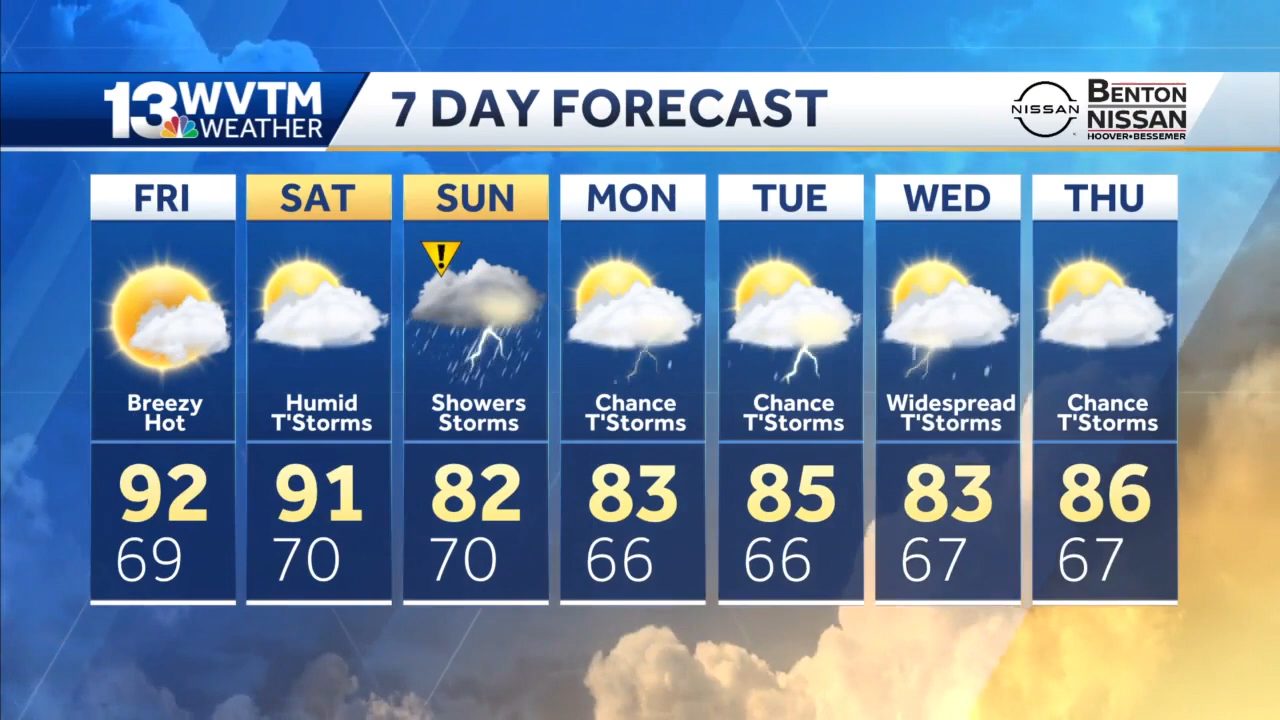 13 WVTM
WEATHER
7 DAY FORECAST
NISSAN
BENTON
NISSAN
HOOVER•BESSEMER
FRI
SAT
SUN
MON
TUE
WED
THU
!
Breezy
Hot
Humid
T'Storms
Showers
Storms
Chance
T'Storms
Chance
T'Storms
Widespread
T'Storms
Chance
T'Storms
92
91
82
83
85
83
86
69
70
70
66
66
67
67